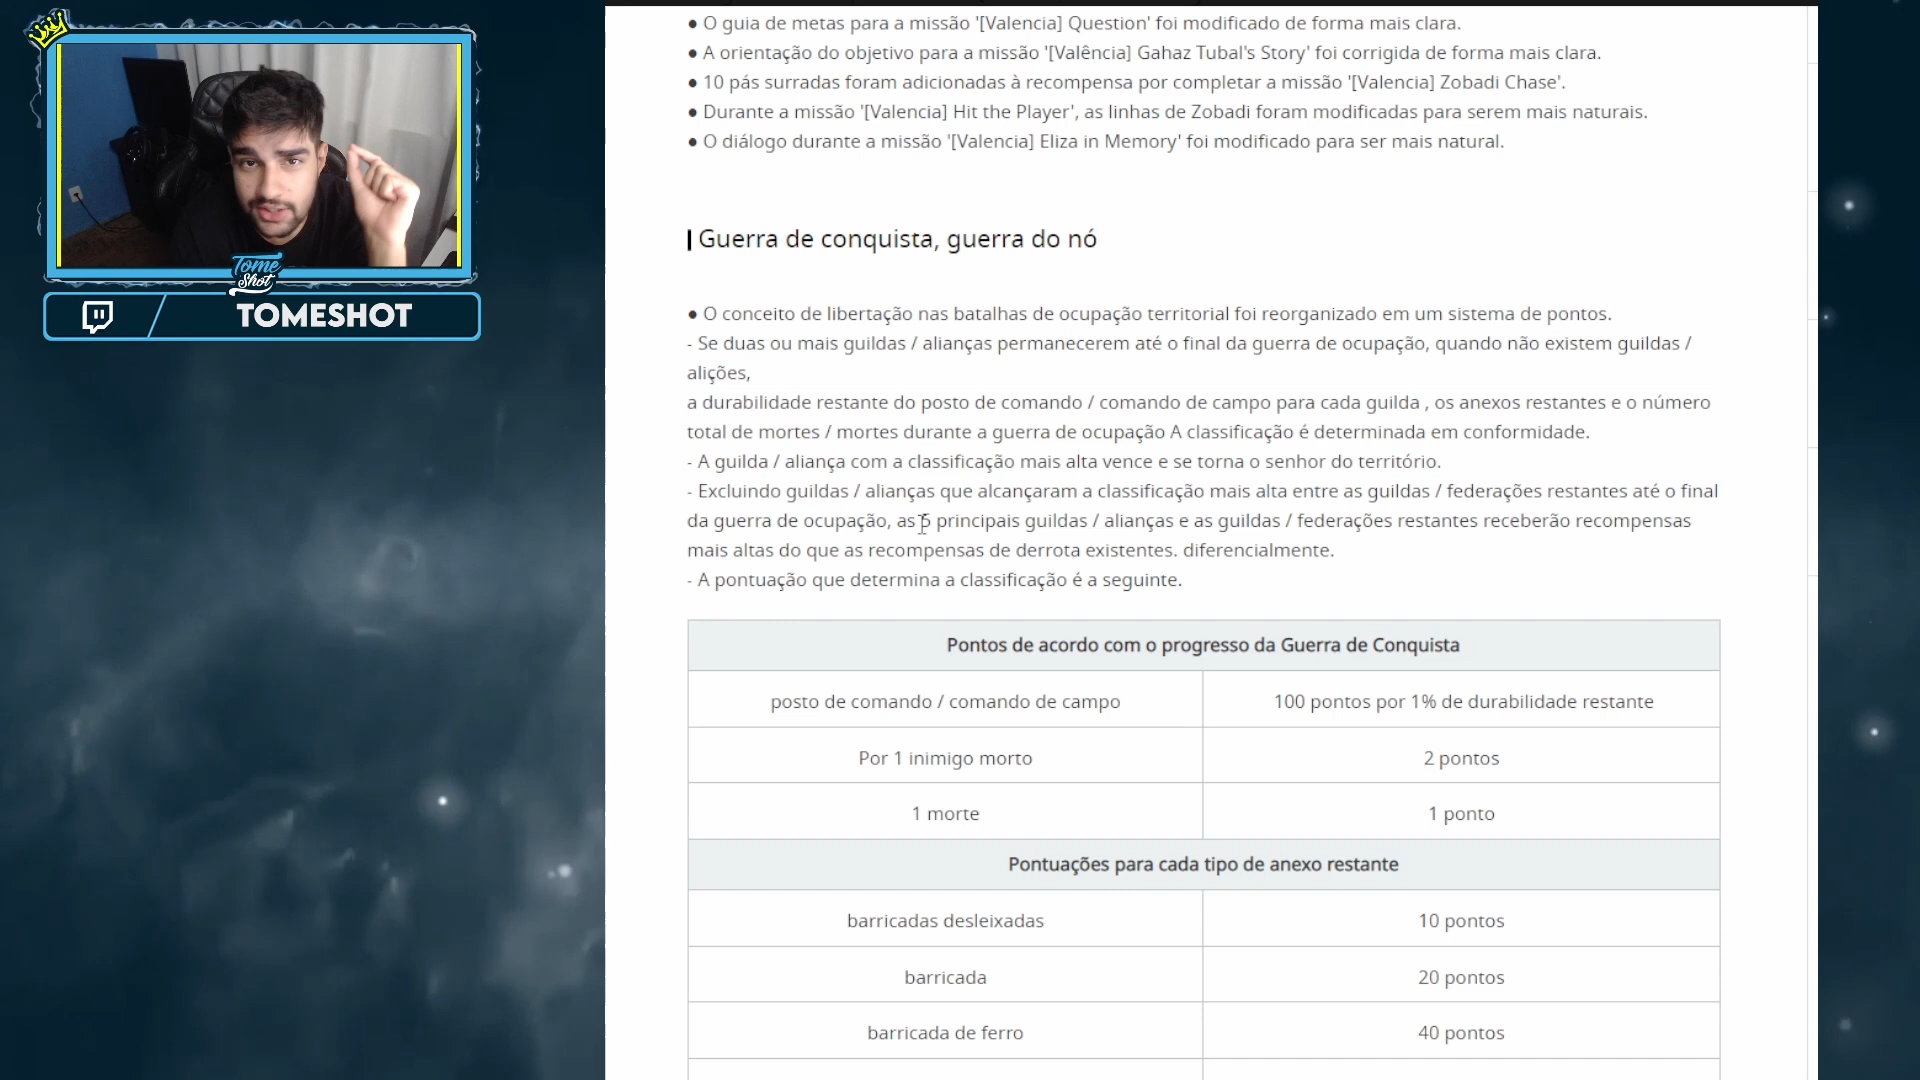 ● O guia de metas para a missão '[Valencia] Question' foi modificado de forma mais clara.
● A orientação do objetivo para a missão '[Valência] Gahaz Tubal's Story' foi corrigida de forma mais clara.
● 10 pás surradas foram adicionadas à recompensa por completar a missão '[Valencia] Zobadi Chase'.
● Durante a missão '[Valencia] Hit the Player', as linhas de Zobadi foram modificadas para serem mais naturais.
● O diálogo durante a missão '[Valencia] Eliza in Memory' foi modificado para ser mais natural.
Tome
Shot
TOMESHOT
| Guerra de conquista, guerra do nó
● O conceito de libertação nas batalhas de ocupação territorial foi reorganizado em um sistema de pontos.
- Se duas ou mais guildas / alianças permanecerem até o final da guerra de ocupação, quando não existem guildas /
alições,
a durabilidade restante do posto de comando / comando de campo para cada guilda , os anexos restantes e o número
total de mortes / mortes durante a guerra de ocupação A classificação é determinada em conformidade.
- A guilda / aliança com a classificação mais alta vence e se torna o senhor do território.
- Excluindo guildas / alianças que alcançaram a classificação mais alta entre as guildas / federações restantes até o final
da guerra de ocupação, as 5 principais guildas / alianças e as guildas / federações restantes receberão recompensas
mais altas do que as recompensas de derrota existentes. diferencialmente.
- A pontuação que determina a classificação é a seguinte.
Pontos de acordo com o progresso da Guerra de Conquista
posto de comando / comando de campo 100 pontos por 1% de durabilidade restante
Por 1 inimigo morto 2 pontos
1 morte 1 ponto
Pontuações para cada tipo de anexo restante
barricadas desleixadas 10 pontos
barricada 20 pontos
barricada de ferro 40 pontos